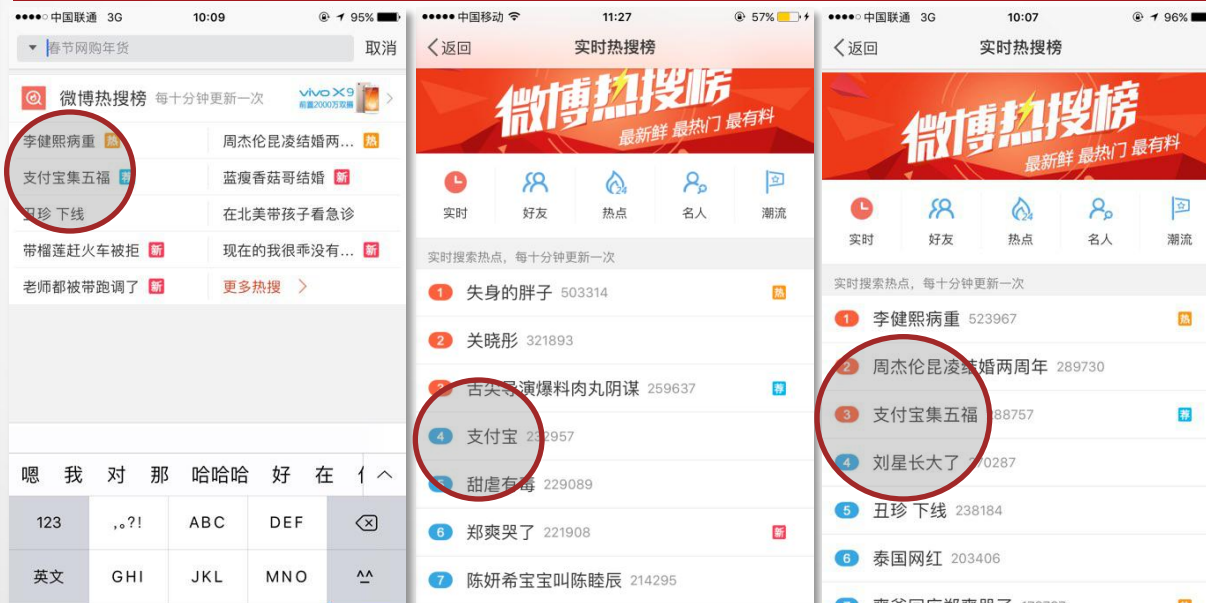 中国联通 3G 10:09 95%
春节网购年货 取消
微博热搜榜 每十分钟更新一次 vivo X9
前置2000万双摄
李健熙病重 热 周杰伦昆凌结婚两... 热
支付宝集五福 荐 蓝瘦香菇哥结婚 新
丑珍 下线 在北美带孩子看急诊
带榴莲赶火车被拒 新 现在的我很乖没有... 新
老师都被带跑调了 新 更多热搜
嗯 我 对 那 哈哈哈 好 在
123 ,。?! ABC DEF
英文 GHI JKL MNO ^^
中国移动 11:27 57%
返回 实时热搜榜
微博热搜榜
最新鲜 最热门 最有料
24
实时 好友 热点 名人 潮流
实时搜索热点，每十分钟更新一次
1 失身的胖子 503314 热
2 关晓彤 321893
3 舌尖导演爆料肉丸阴谋 259637 荐
4 支付宝 232957
5 甜虐有毒 229089
6 郑爽哭了 221908 新
7 陈妍希宝宝叫陈睦辰 214295
中国联通 3G 10:07 96%
返回 实时热搜榜
微博热搜榜
最新鲜 最热门 最有料
24
实时 好友 热点 名人 潮流
实时搜索热点，每十分钟更新一次
1 李健熙病重 523967 热
2 周杰伦昆凌结婚两周年 289730
3 支付宝集五福 288757 荐
4 刘星长大了 270287
5 丑珍 下线 238184
6 泰国网红 203406